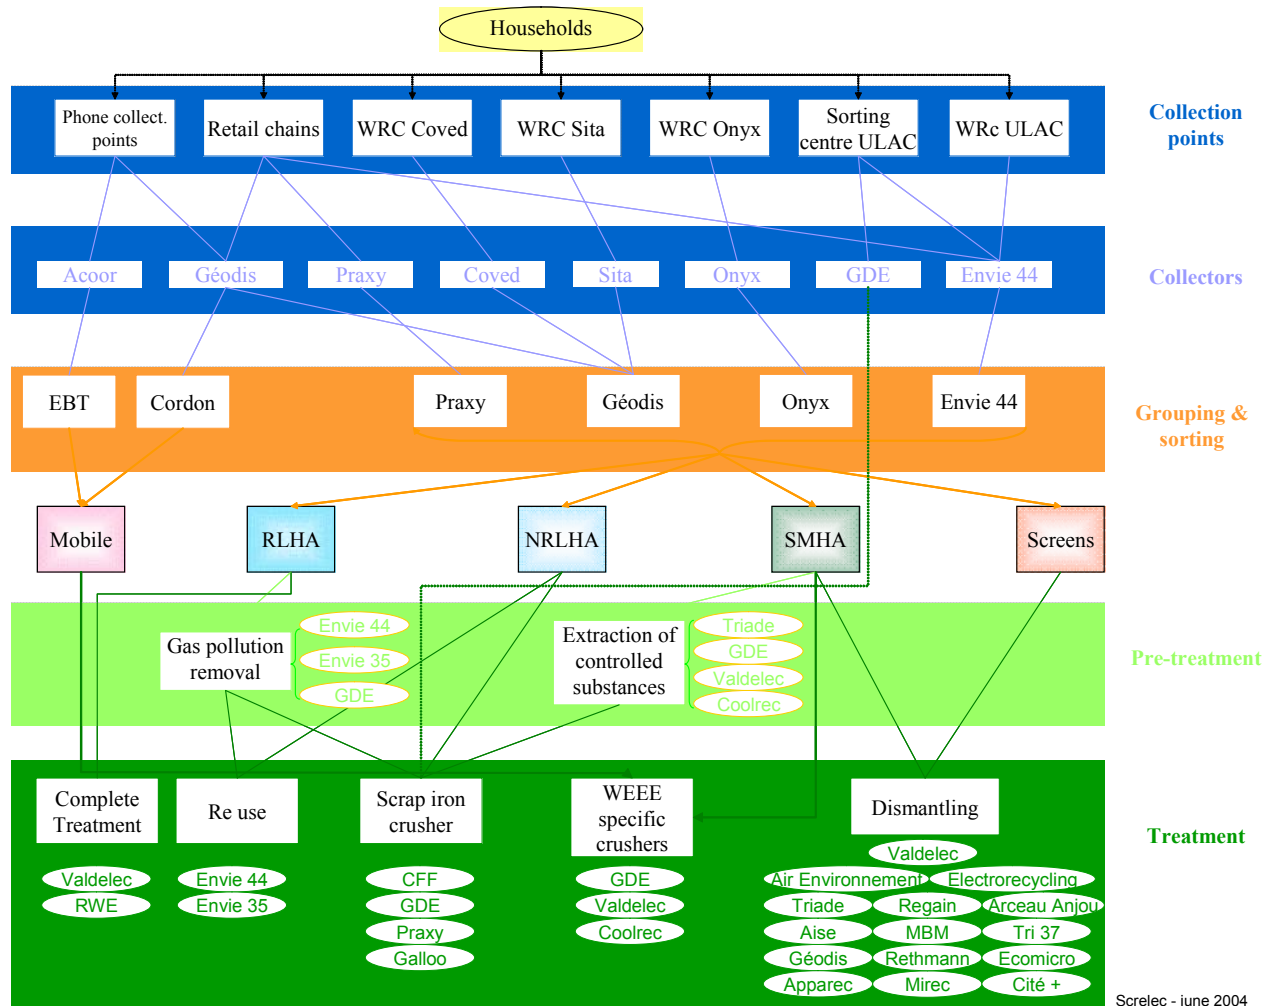 Households
Phone collect.
points
Retail chains
WRC Coved
WRC Sita
WRC Onyx
Sorting
centre ULAC
WRc ULAC
Collection
points
Acoor
Géodis
Praxy
Coved
Sita
Onyx
GDE
Envie 44
Collectors
EBT
Cordon
Praxy
Géodis
Onyx
Envie 44
Grouping &
sorting
Mobile
RLHA
NRLHA
SMHA
Screens
Gas pollution
removal
Envie 44
Envie 35
GDE
Extraction of
controlled
substances
Triade
GDE
Valdelec
Coolrec
Pre-treatment
Complete
Treatment
Re use
Scrap iron
crusher
WEEE
specific
crushers
Dismantling
Treatment
Valdelec
RWE
Envie 44
Envie 35
CFF
GDE
Praxy
Galloo
GDE
Valdelec
Coolrec
Valdelec
Air Environnement
Electrorecycling
Triade
Regain
Arceau Anjou
Aise
MBM
Tri 37
Géodis
Rethmann
Ecomicro
Apparec
Mirec
Cité +
Screlec - june 2004